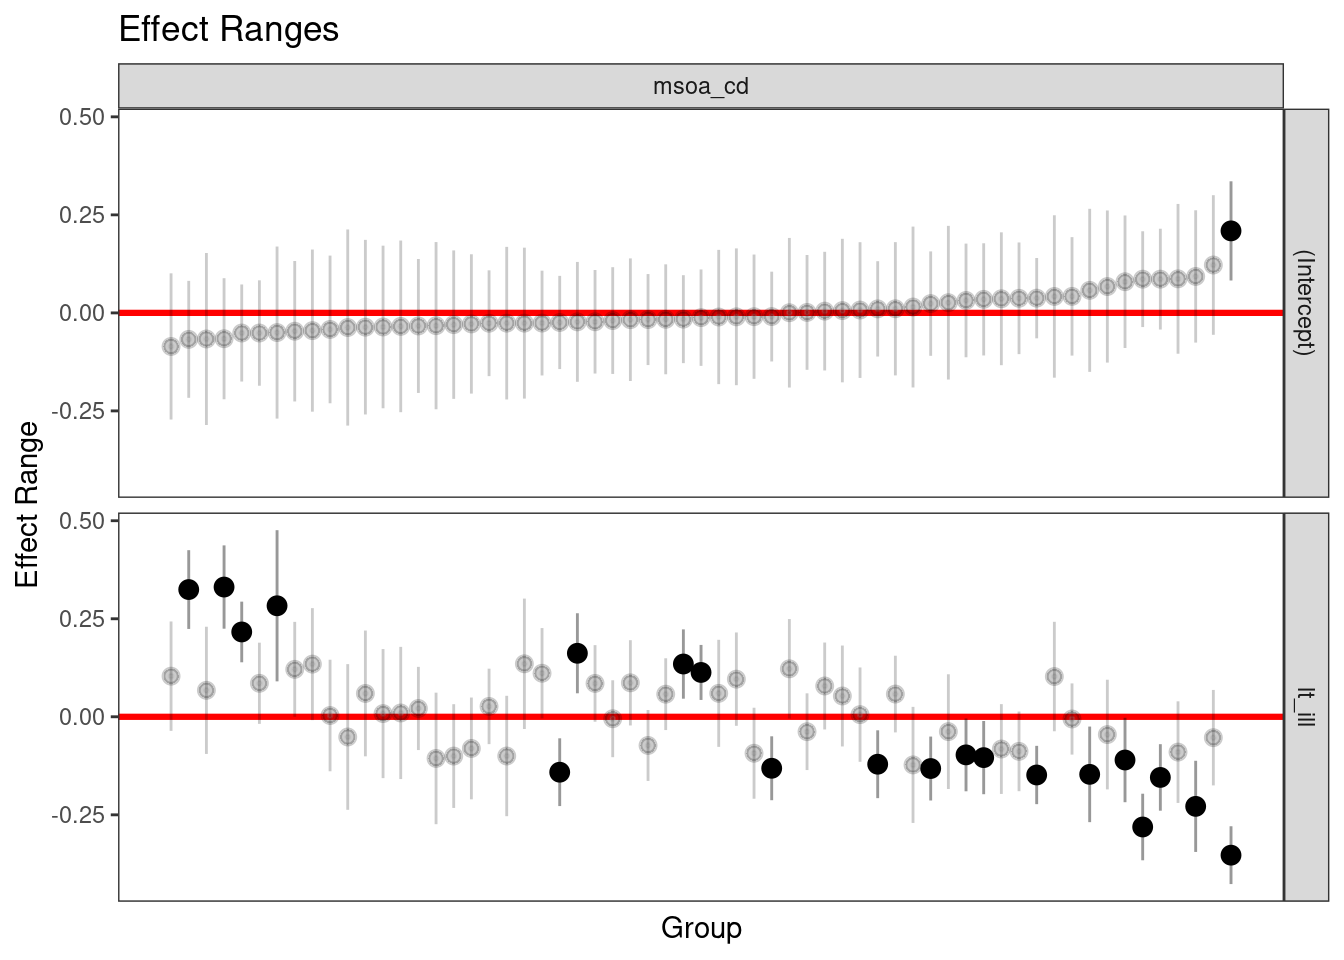 Effect Ranges
msoa_cd
0.50
0.25
0.00
-0.25
(Intercept)
Effect Range
0.50
0.25
0.00
-0.25
lt_ill
Group